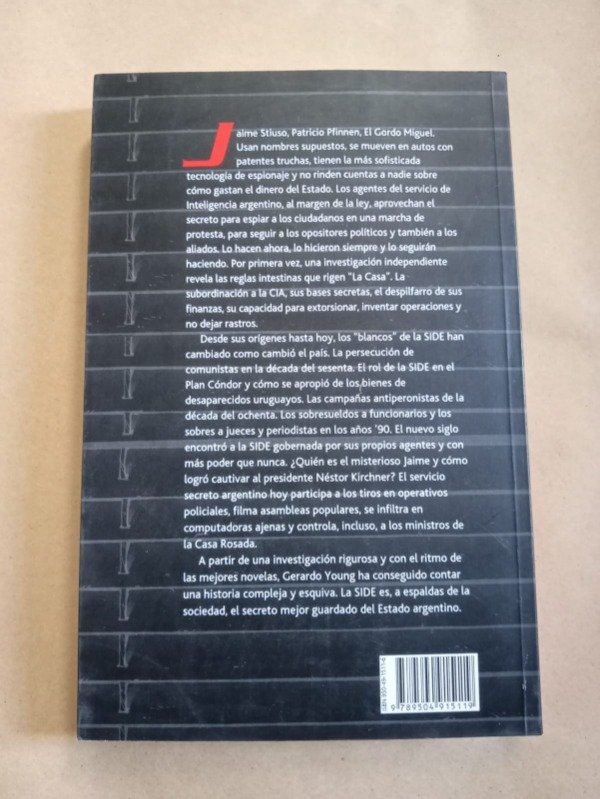 Jaime Stiuso, Patricio Pfinnen, El Gordo Miguel.
Usan nombres supuestos, se mueven en autos con
patentes truchas, tienen la más sofisticada
tecnología de espionaje y no rinden cuentas a nadie sobre
cómo gastan el dinero del Estado. Los agentes del servicio de
Inteligencia argentino, al margen de la ley, aprovechan el
secreto para espiar a los ciudadanos en una marcha de
protesta, para seguir a los opositores políticos y también a los
aliados. Lo hacen ahora, lo hicieron siempre y lo seguirán
haciendo. Por primera vez, una investigación independiente
revela las reglas intestinas que rigen "La Casa". La
subordinación a la CIA, sus bases secretas, el despilfarro de sus
finanzas, su capacidad para extorsionar, inventar operaciones y
no dejar rastros.
Desde sus orígenes hasta hoy, los "blancos" de la SIDE han
cambiado como cambió el país. La persecución de
comunistas en la década del sesenta. El rol de la SIDE en el
Plan Cóndor y cómo se apropió de los bienes de
desaparecidos uruguayos. Las campañas antiperonistas de la
década del ochenta. Los sobresueldos a funcionarios y los
sobres a jueces y periodistas en los años '90. El nuevo siglo
encontró a la SIDE gobernada por sus propios agentes y con
más poder que nunca. ¿Quién es el misterioso Jaime y cómo
logró cautivar al presidente Néstor Kirchner? El servicio
secreto argentino hoy participa a los tiros en operativos
policiales, filma asambleas populares, se infiltra en
computadoras ajenas y controla, incluso, a los ministros de
la Casa Rosada.
A partir de una investigación rigurosa y con el ritmo de
las mejores novelas, Gerardo Young ha conseguido contar
una historia compleja y esquiva. La SIDE es, a espaldas de la
sociedad, el secreto mejor guardado del Estado argentino.
ISBN 950-49-1511-6
9 789504 915119